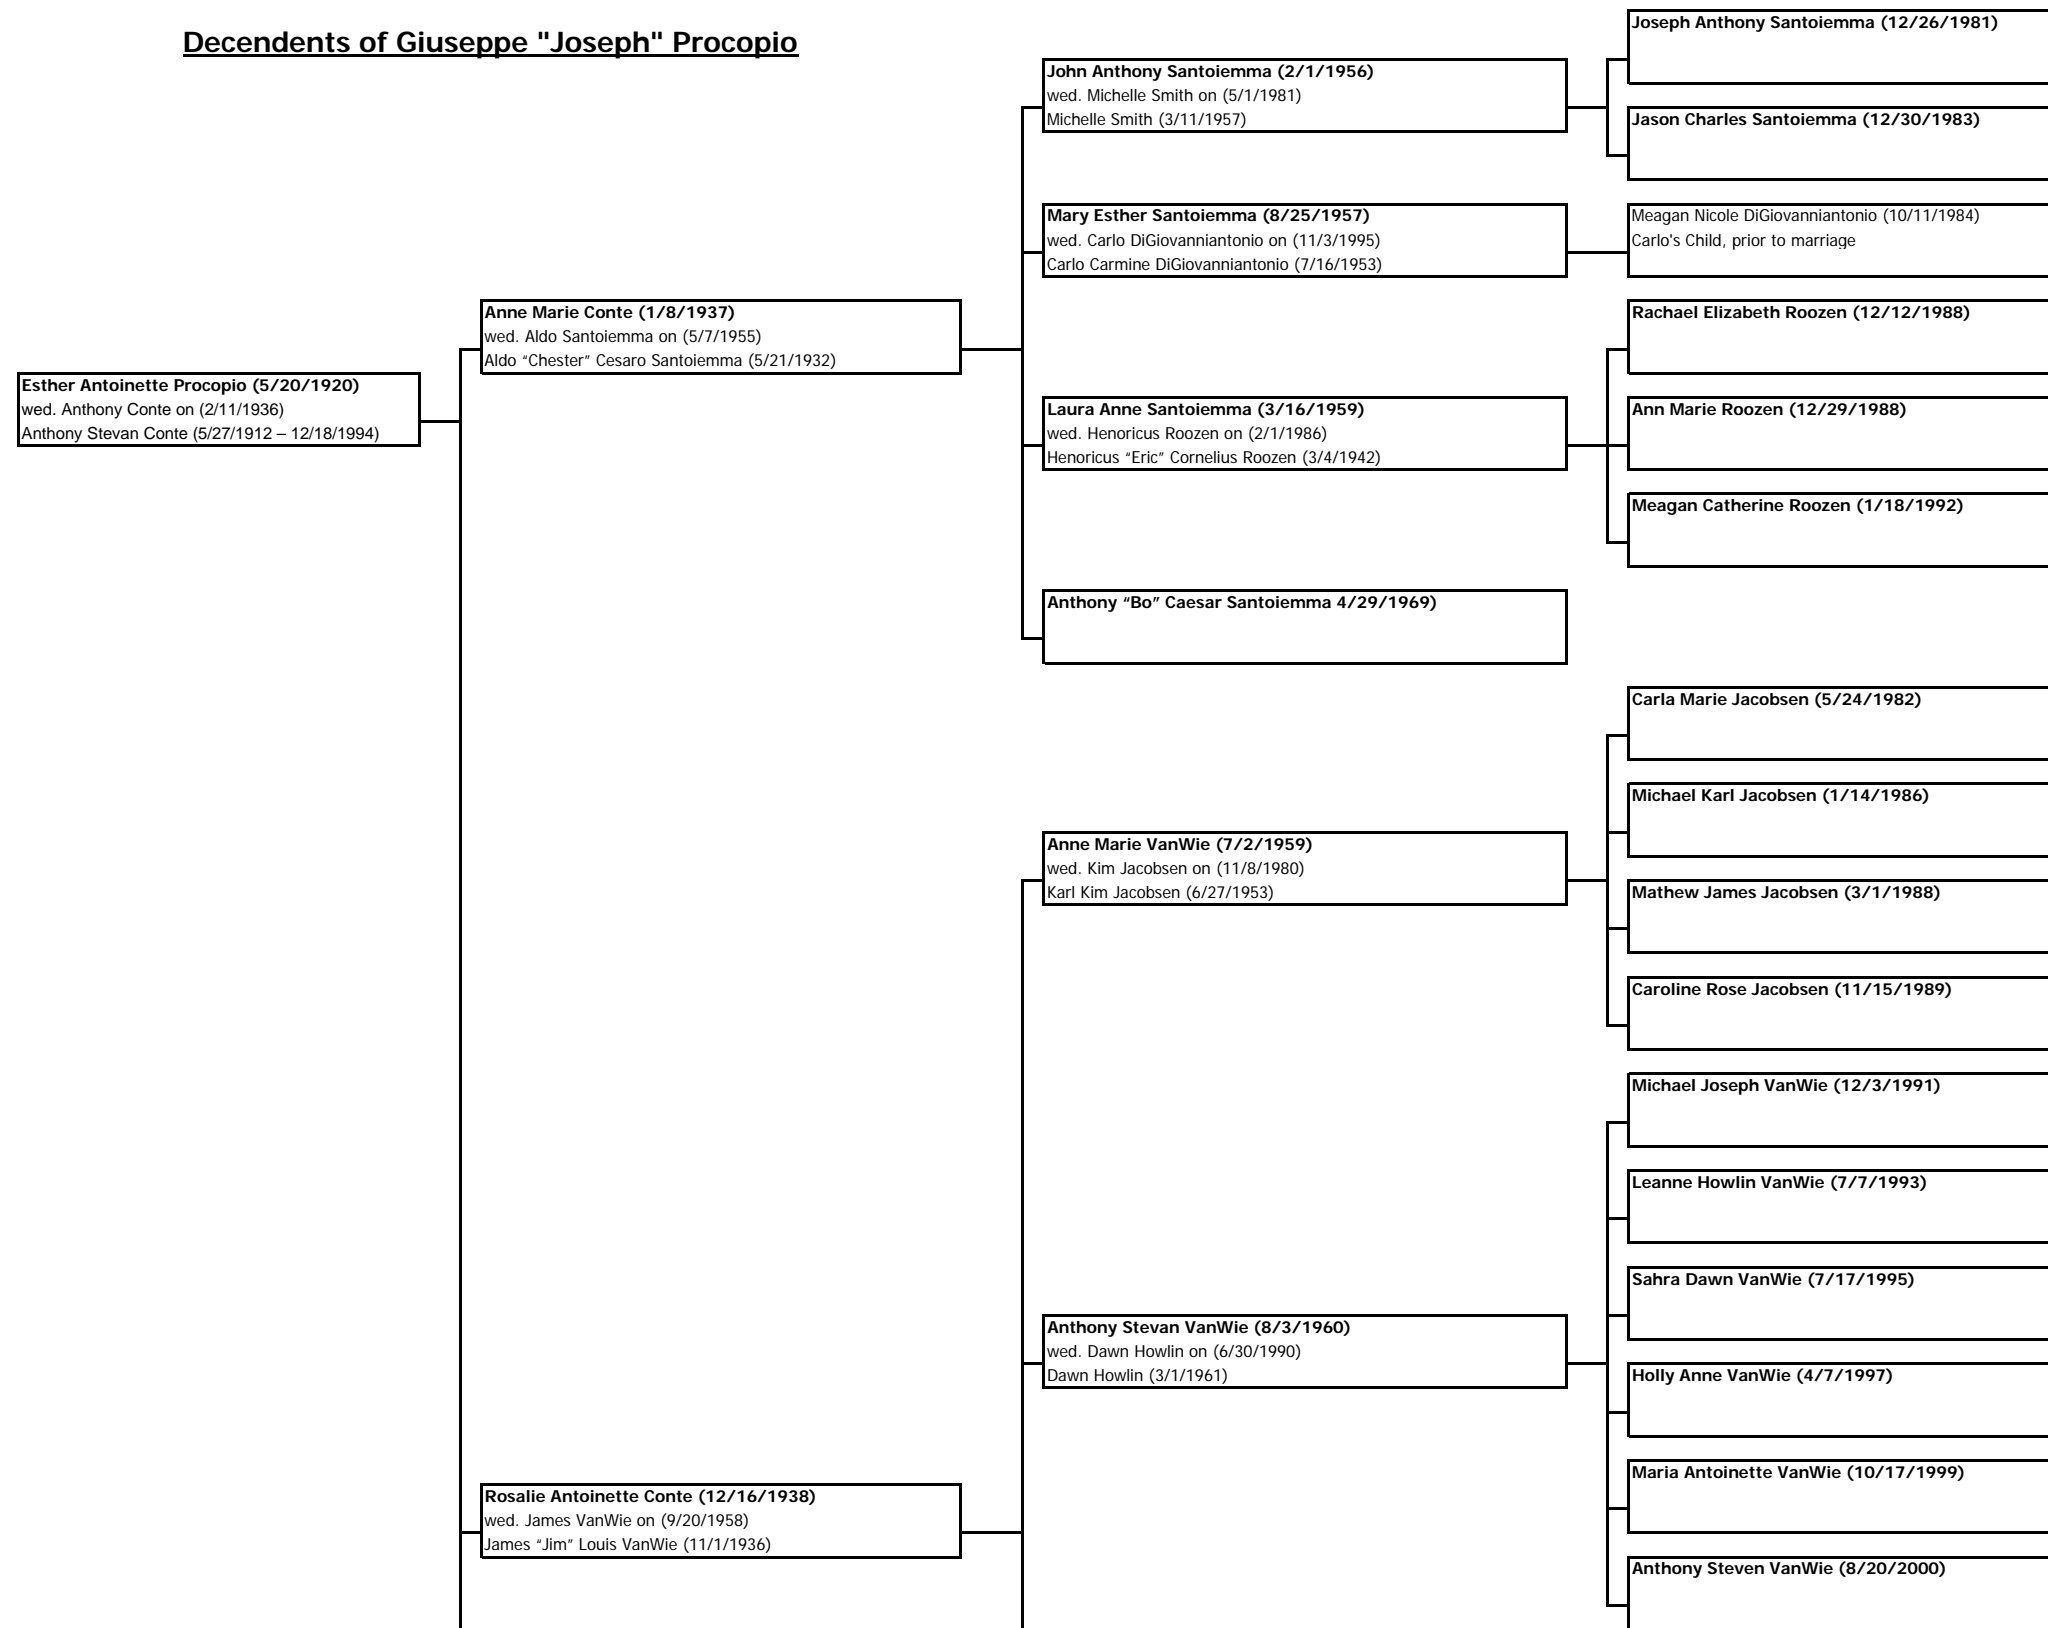 Decendents of Giuseppe "Joseph" Procopio
Esther Antoinette Procopio (5/20/1920)
wed. Anthony Conte on (2/11/1936)
Anthony Stevan Conte (5/27/1912 – 12/18/1994)
Anne Marie Conte (1/8/1937)
wed. Aldo Santoiemma on (5/7/1955)
Aldo “Chester” Cesaro Santoiemma (5/21/1932)
John Anthony Santoiemma (2/1/1956)
wed. Michelle Smith on (5/1/1981)
Michelle Smith (3/11/1957)
Joseph Anthony Santoiemma (12/26/1981)
Jason Charles Santoiemma (12/30/1983)
Mary Esther Santoiemma (8/25/1957)
wed. Carlo DiGiovanniantonio on (11/3/1995)
Carlo Carmine DiGiovanniantonio (7/16/1953)
Meagan Nicole DiGiovanniantonio (10/11/1984)
Carlo's Child, prior to marriage
Laura Anne Santoiemma (3/16/1959)
wed. Henoricus Roozen on (2/1/1986)
Henoricus “Eric” Cornelius Roozen (3/4/1942)
Rachael Elizabeth Roozen (12/12/1988)
Ann Marie Roozen (12/29/1988)
Meagan Catherine Roozen (1/18/1992)
Anthony “Bo” Caesar Santoiemma 4/29/1969)
Rosalie Antoinette Conte (12/16/1938)
wed. James VanWie on (9/20/1958)
James “Jim” Louis VanWie (11/1/1936)
Anne Marie VanWie (7/2/1959)
wed. Kim Jacobsen on (11/8/1980)
Karl Kim Jacobsen (6/27/1953)
Carla Marie Jacobsen (5/24/1982)
Michael Karl Jacobsen (1/14/1986)
Mathew James Jacobsen (3/1/1988)
Caroline Rose Jacobsen (11/15/1989)
Anthony Stevan VanWie (8/3/1960)
wed. Dawn Howlin on (6/30/1990)
Dawn Howlin (3/1/1961)
Michael Joseph VanWie (12/3/1991)
Leanne Howlin VanWie (7/7/1993)
Sahra Dawn VanWie (7/17/1995)
Holly Anne VanWie (4/7/1997)
Maria Antoinette VanWie (10/17/1999)
Anthony Steven VanWie (8/20/2000)